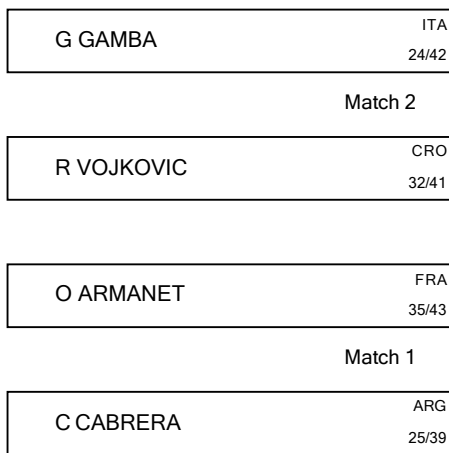 G GAMBA ITA
24/42
Match 2
R VOJKOVIC CRO
32/41
O ARMANET FRA
35/43
Match 1
C CABRERA ARG
25/39